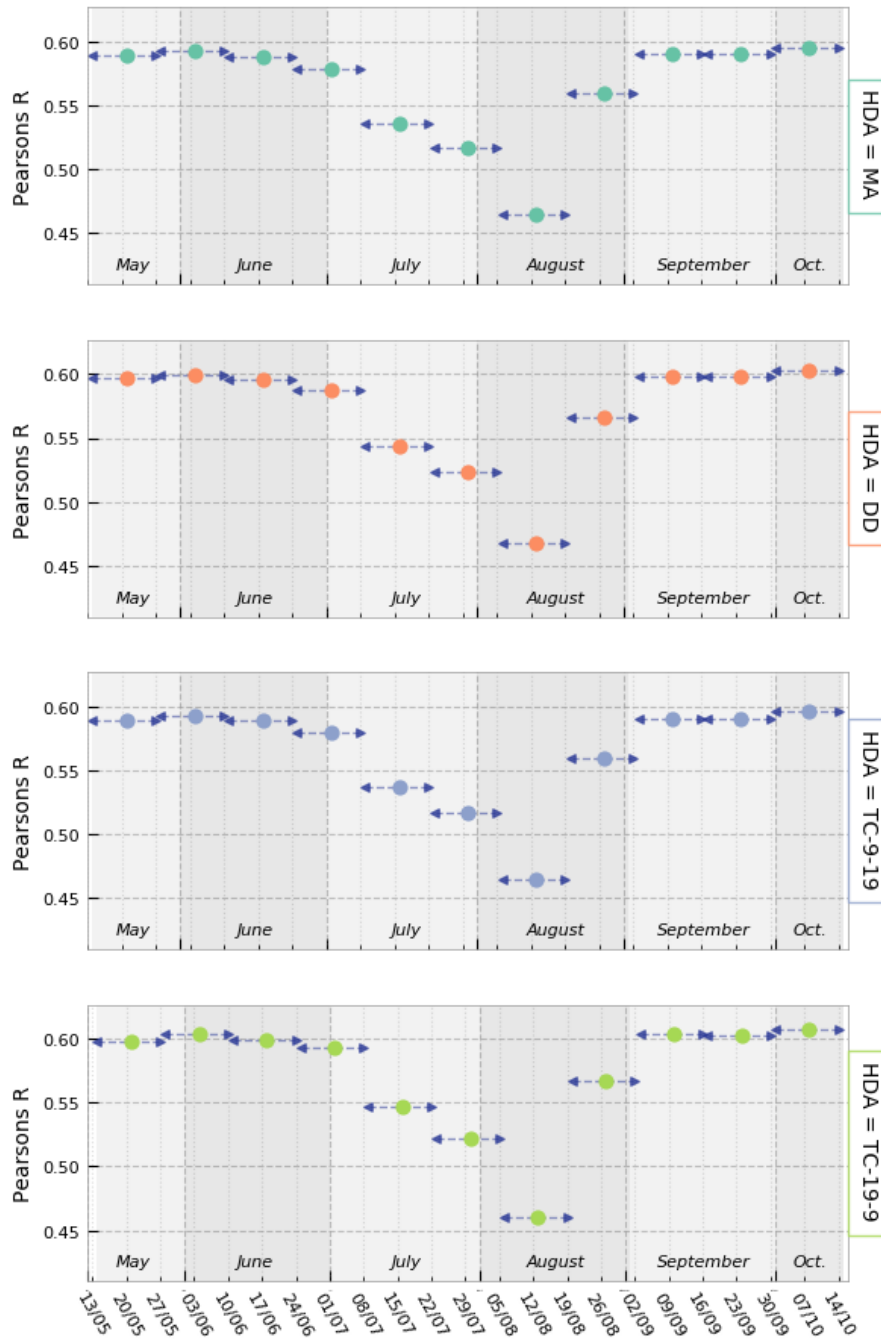 0.60
0.55
0.50
0.45
Pearsons R
May June July August September Oct.
HDA = MA
0.60
0.55
0.50
0.45
Pearsons R
May June July August September Oct.
HDA = DD
0.60
0.55
0.50
0.45
Pearsons R
May June July August September Oct.
HDA = TC-9-19
0.60
0.55
0.50
0.45
Pearsons R
May June July August September Oct.
HDA = TC-19-9
13/05 20/05 27/05 03/06 10/06 17/06 24/06 01/07 08/07 15/07 22/07 29/07 05/08 12/08 19/08 26/08 02/09 09/09 16/09 23/09 30/09 07/10 14/10